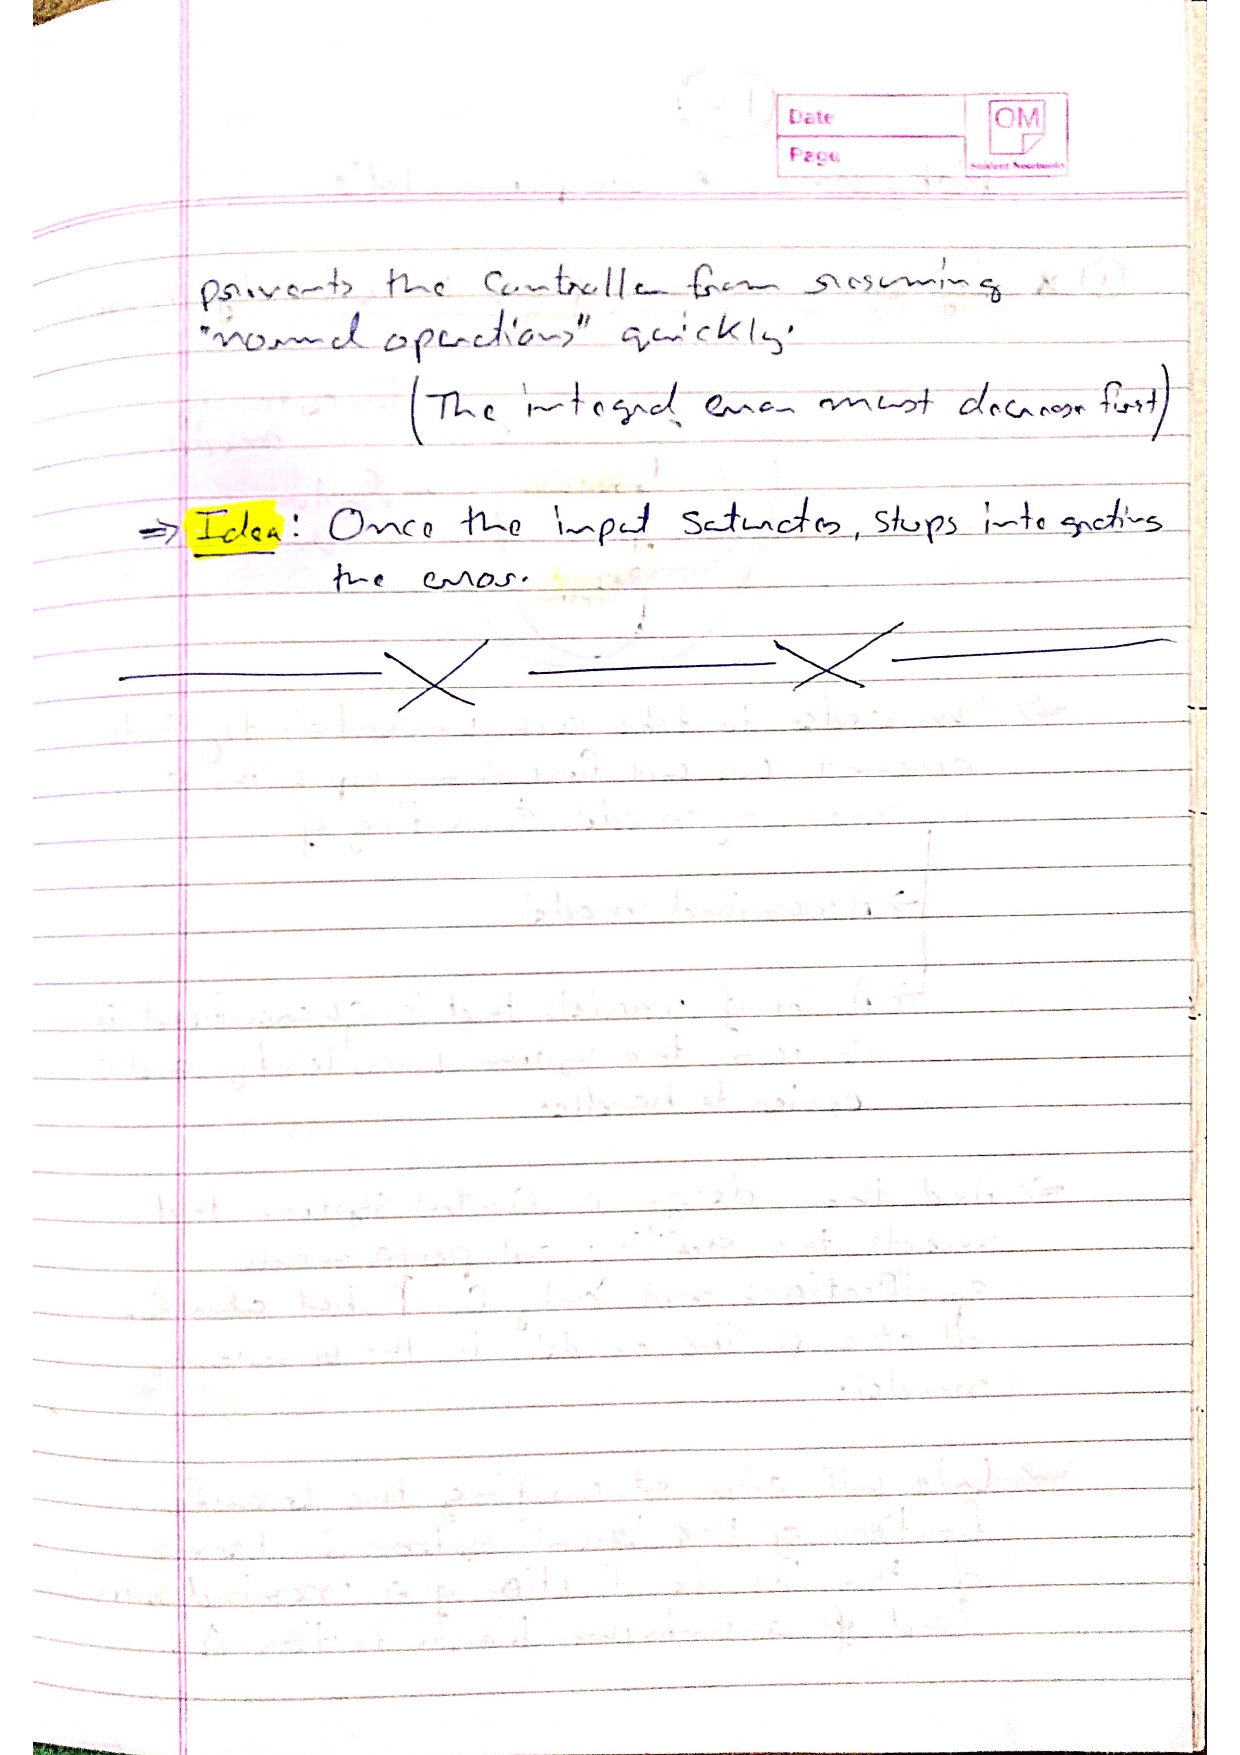 Date
Page
OM
Student Notebooks
prevents the controller from resuming
"normal operations" quickly.
(The integral error must decrease first)
⇒ Idea: Once the input saturates, stops integrating
the error.